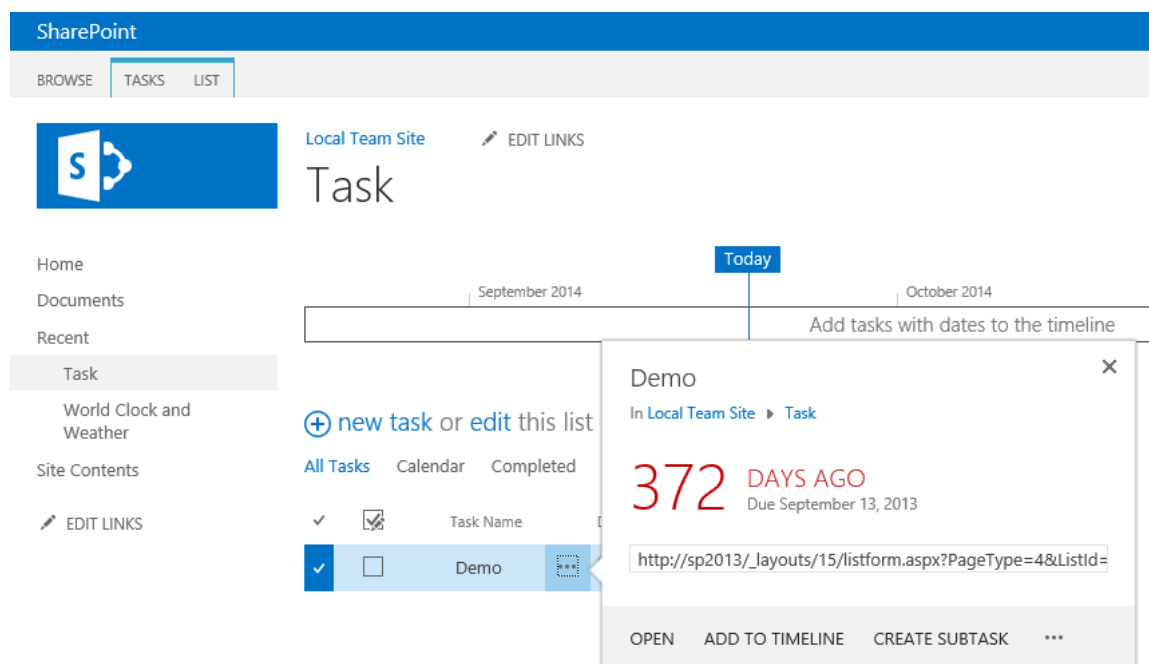 SharePoint
BROWSE TASKS LIST
S
Local Team Site EDIT LINKS
Task
Home
Documents
Recent
Task
World Clock and
Weather
Site Contents
EDIT LINKS
Today
September 2014 October 2014
Add tasks with dates to the timeline
new task or edit this list
All Tasks Calendar Completed
Task Name
Demo
Demo
In Local Team Site Task
372 DAYS AGO
Due September 13, 2013
http://sp2013/_layouts/15/listform.aspx?PageType=4&ListId=
OPEN ADD TO TIMELINE CREATE SUBTASK ...